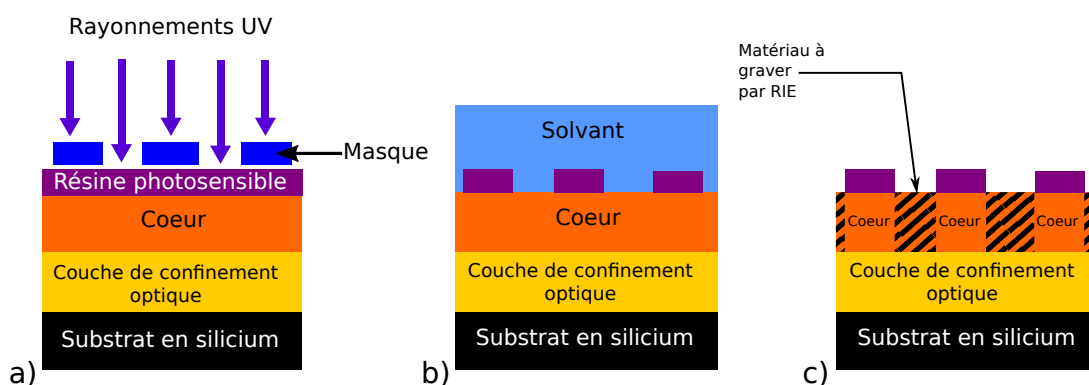 Rayonnements UV
Masque
Résine photosensible
Coeur
Couche de confinement
optique
Substrat en silicium
a)
Solvant
Coeur
Couche de confinement
optique
Substrat en silicium
b)
Matériau à
graver
par RIE
Coeur
Coeur
Coeur
Couche de confinement
optique
Substrat en silicium
c)